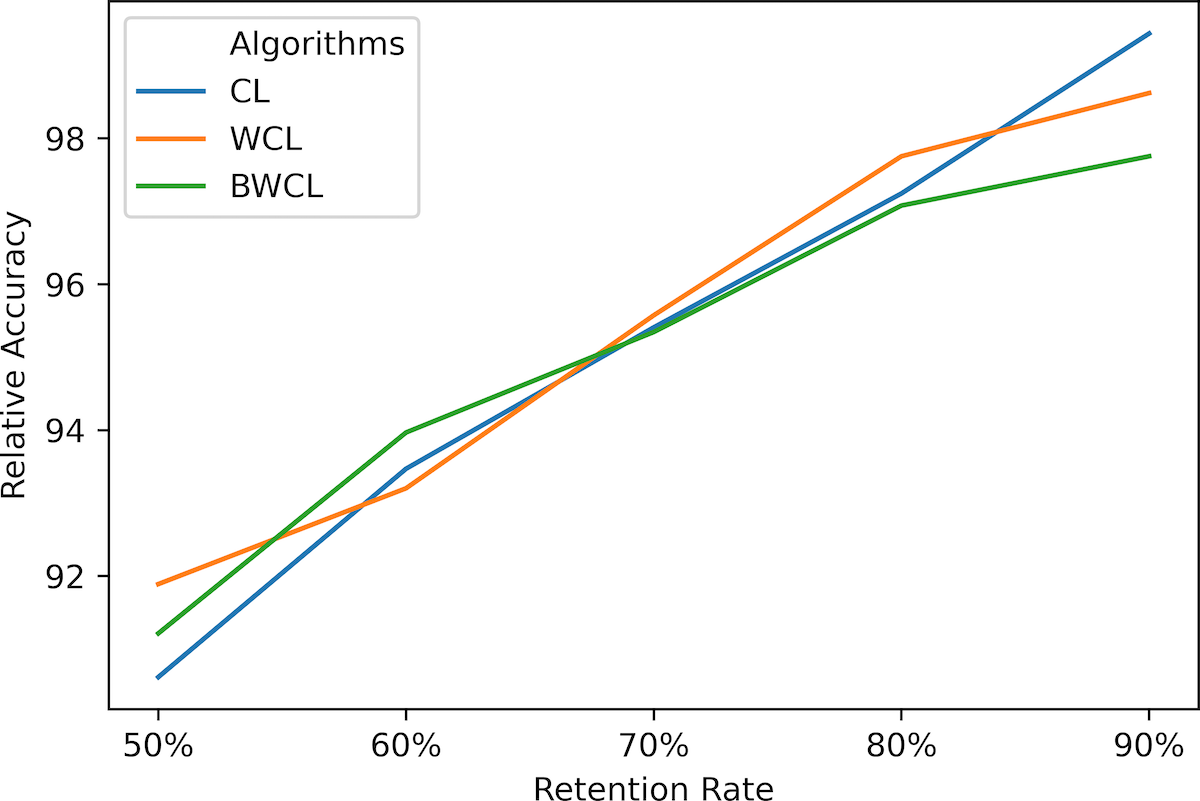 Algorithms
CL
WCL
BWCL
98
96
94
92
Relative Accuracy
50% 60% 70% 80% 90%
Retention Rate